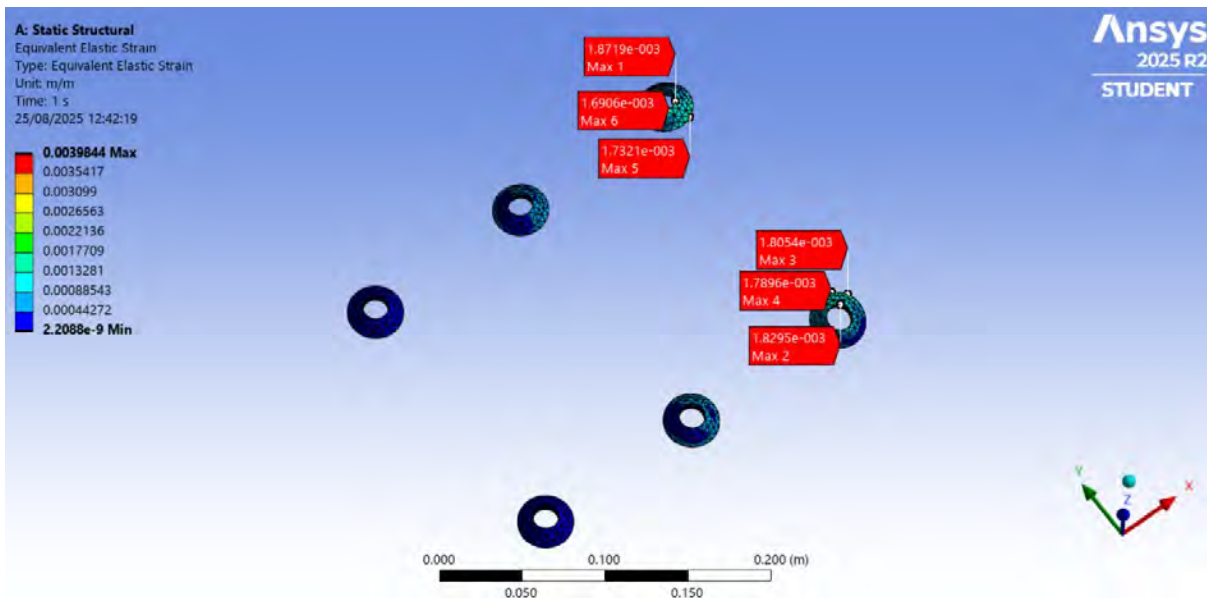 A: Static Structural
Equivalent Elastic Strain
Type: Equivalent Elastic Strain
Unit: m/m
Time: 1 s
25/08/2025 12:42:19
0.0039844 Max
0.0035417
0.003099
0.0026563
0.0022136
0.0017709
0.0013281
0.00088543
0.00044272
2.2088e-9 Min
1.8719e-003
Max 1
1.6906e-003
Max 6
1.7321e-003
Max 5
1.8054e-003
Max 3
1.7896e-003
Max 4
1.8295e-003
Max 2
Ansys
2025 R2
STUDENT
Y
Z
X
0.000
0.100
0.200 (m)
0.050
0.150